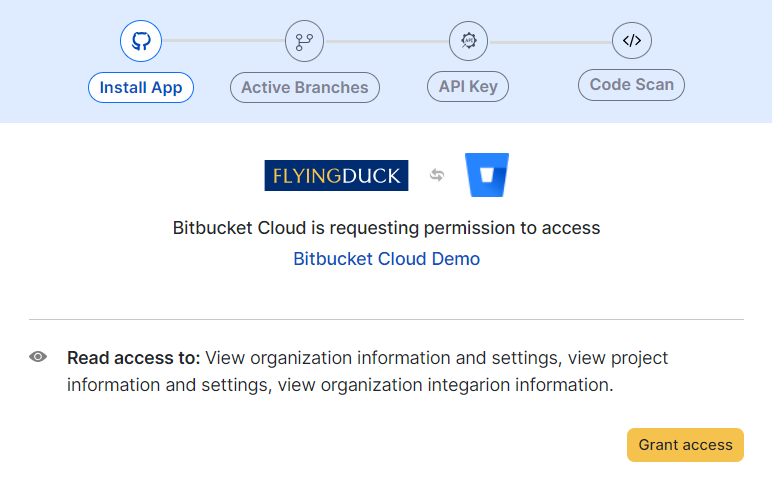 Install App
Active Branches
API Key
Code Scan
FLYINGDUCK
Bitbucket Cloud is requesting permission to access
Bitbucket Cloud Demo
Read access to: View organization information and settings, view project
information and settings, view organization integarion information.
Grant access